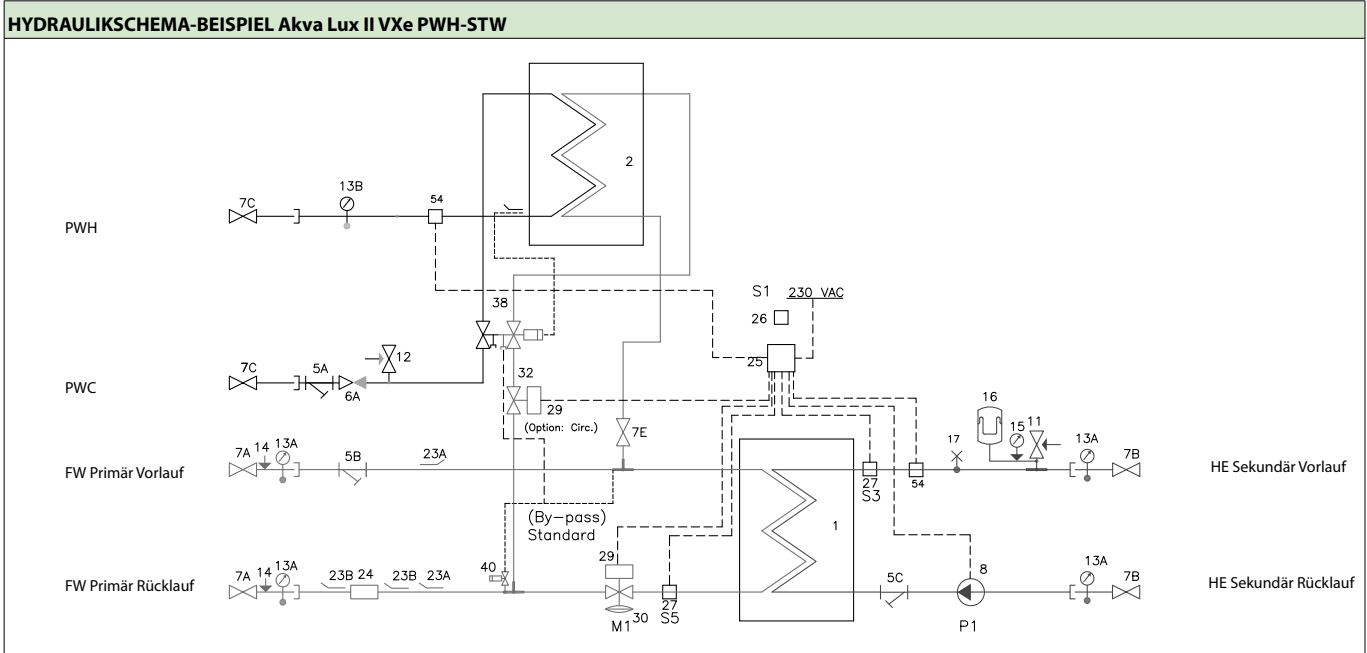 HYDRAULIKSCHEMA-BEISPIEL Akva Lux II VXe PWH-STW
2
13B
7C
54
PWH
38
S1 230 VAC
26
25
12
7C
5A
6A
PWC
32
29
(Option: Circ.)
7E
16
15
11
17
13A
7B
7A
14
13A
5B
23A
FW Primär Vorlauf
27
S3
54
HE Sekundär Vorlauf
(By-pass)
Standard
1
29
40
8
7A
14
13A
23B
24
23B
23A
5C
13A
7B
FW Primär Rücklauf
HE Sekundär Rücklauf
M1
30
27
S5
P1